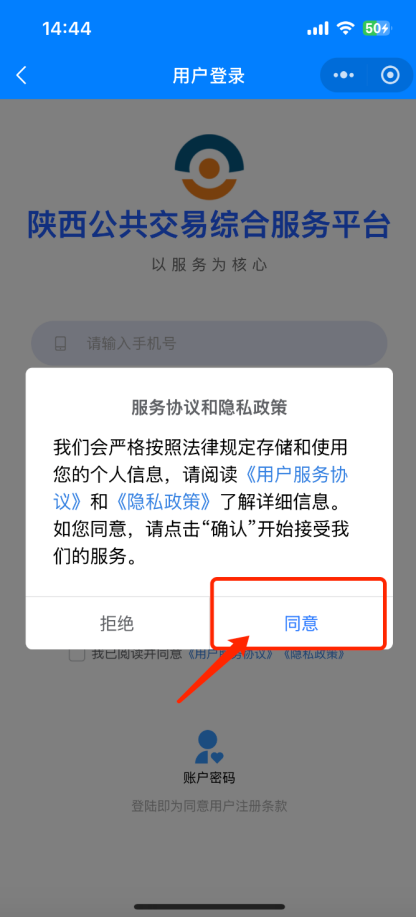 14:44
50
用户登录
陕西公共交易综合服务平台
以服务为核心
请输入手机号
服务协议和隐私政策
我们会严格按照法律规定存储和使用
您的个人信息，请阅读《用户服务协
议》和《隐私政策》了解详细信息。
如您同意，请点击“确认”开始接受我
们的服务。
拒绝
同意
我已阅读并同意《用户服务协议》《隐私政策》
账户密码
登陆即为同意用户注册条款